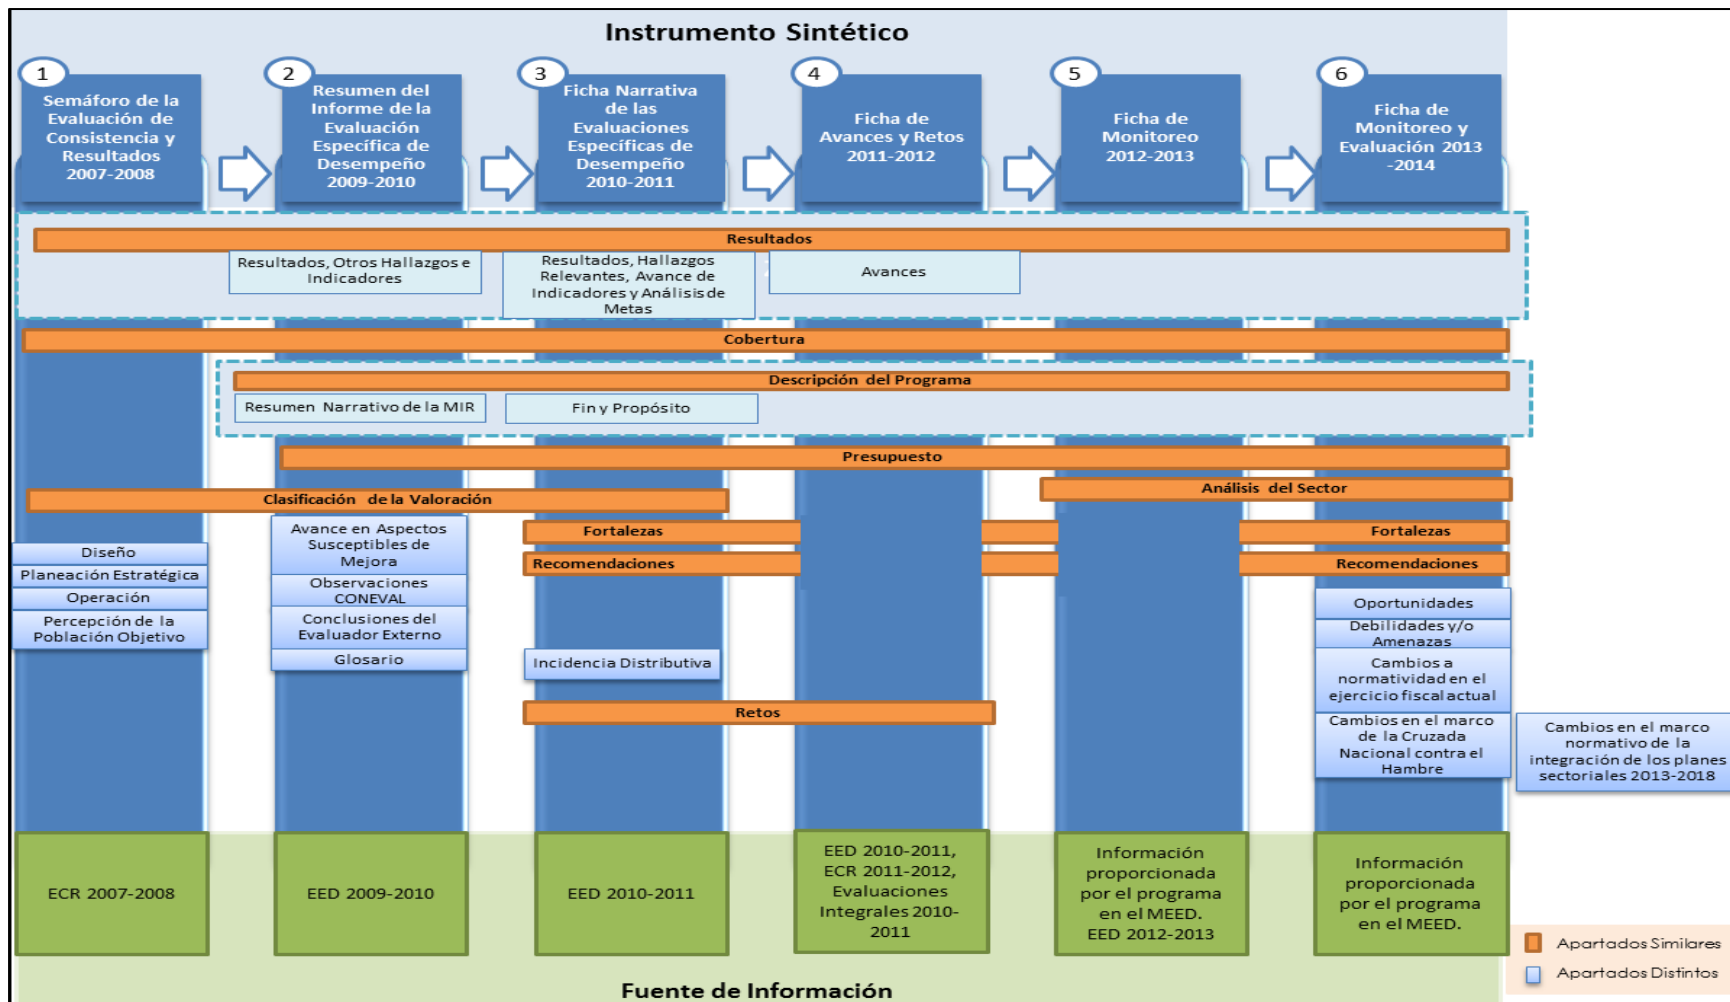 Instrumento Sintético
1
Semáforo de la
Evaluación de
Consistencia y
Resultados
2007-2008
2
Resumen del
Informe de la
Evaluación
Específica de
Desempeño
2009-2010
3
Ficha Narrativa
de las
Evaluaciones
Específicas de
Desempeño
2010-2011
4
Ficha de
Avances y Retos
2011-2012
5
Ficha de
Monitoreo
2012-2013
6
Ficha de
Monitoreo y
Evaluación 2013
-2014
Resultados
Resultados, Otros Hallazgos e
Indicadores
Resultados, Hallazgos
Relevantes, Avance de
Indicadores y Análisis de
Metas
Avances
Cobertura
Descripción del Programa
Resumen Narrativo de la MIR
Fin y Propósito
Presupuesto
Clasificación de la Valoración
Análisis del Sector
Fortalezas
Fortalezas
Recomendaciones
Recomendaciones
Diseño
Planeación Estratégica
Operación
Percepción de la
Población Objetivo
Avance en Aspectos
Susceptibles de
Mejora
Observaciones
CONEVAL
Conclusiones del
Evaluador Externo
Glosario
Incidencia Distributiva
Retos
Oportunidades
Debilidades y/o
Amenazas
Cambios a
normatividad en el
ejercicio fiscal actual
Cambios en el marco
de la Cruzada
Nacional contra el
Hambre
Cambios en el marco
normativo de la
integración de los planes
sectoriales 2013-2018
ECR 2007-2008
EED 2009-2010
EED 2010-2011
EED 2010-2011,
ECR 2011-2012,
Evaluaciones
Integrales 2010-
2011
Información
proporcionada
por el programa
en el MEED.
EED 2012-2013
Información
proporcionada
por el programa
en el MEED.
Fuente de Información
Apartados Similares
Apartados Distintos